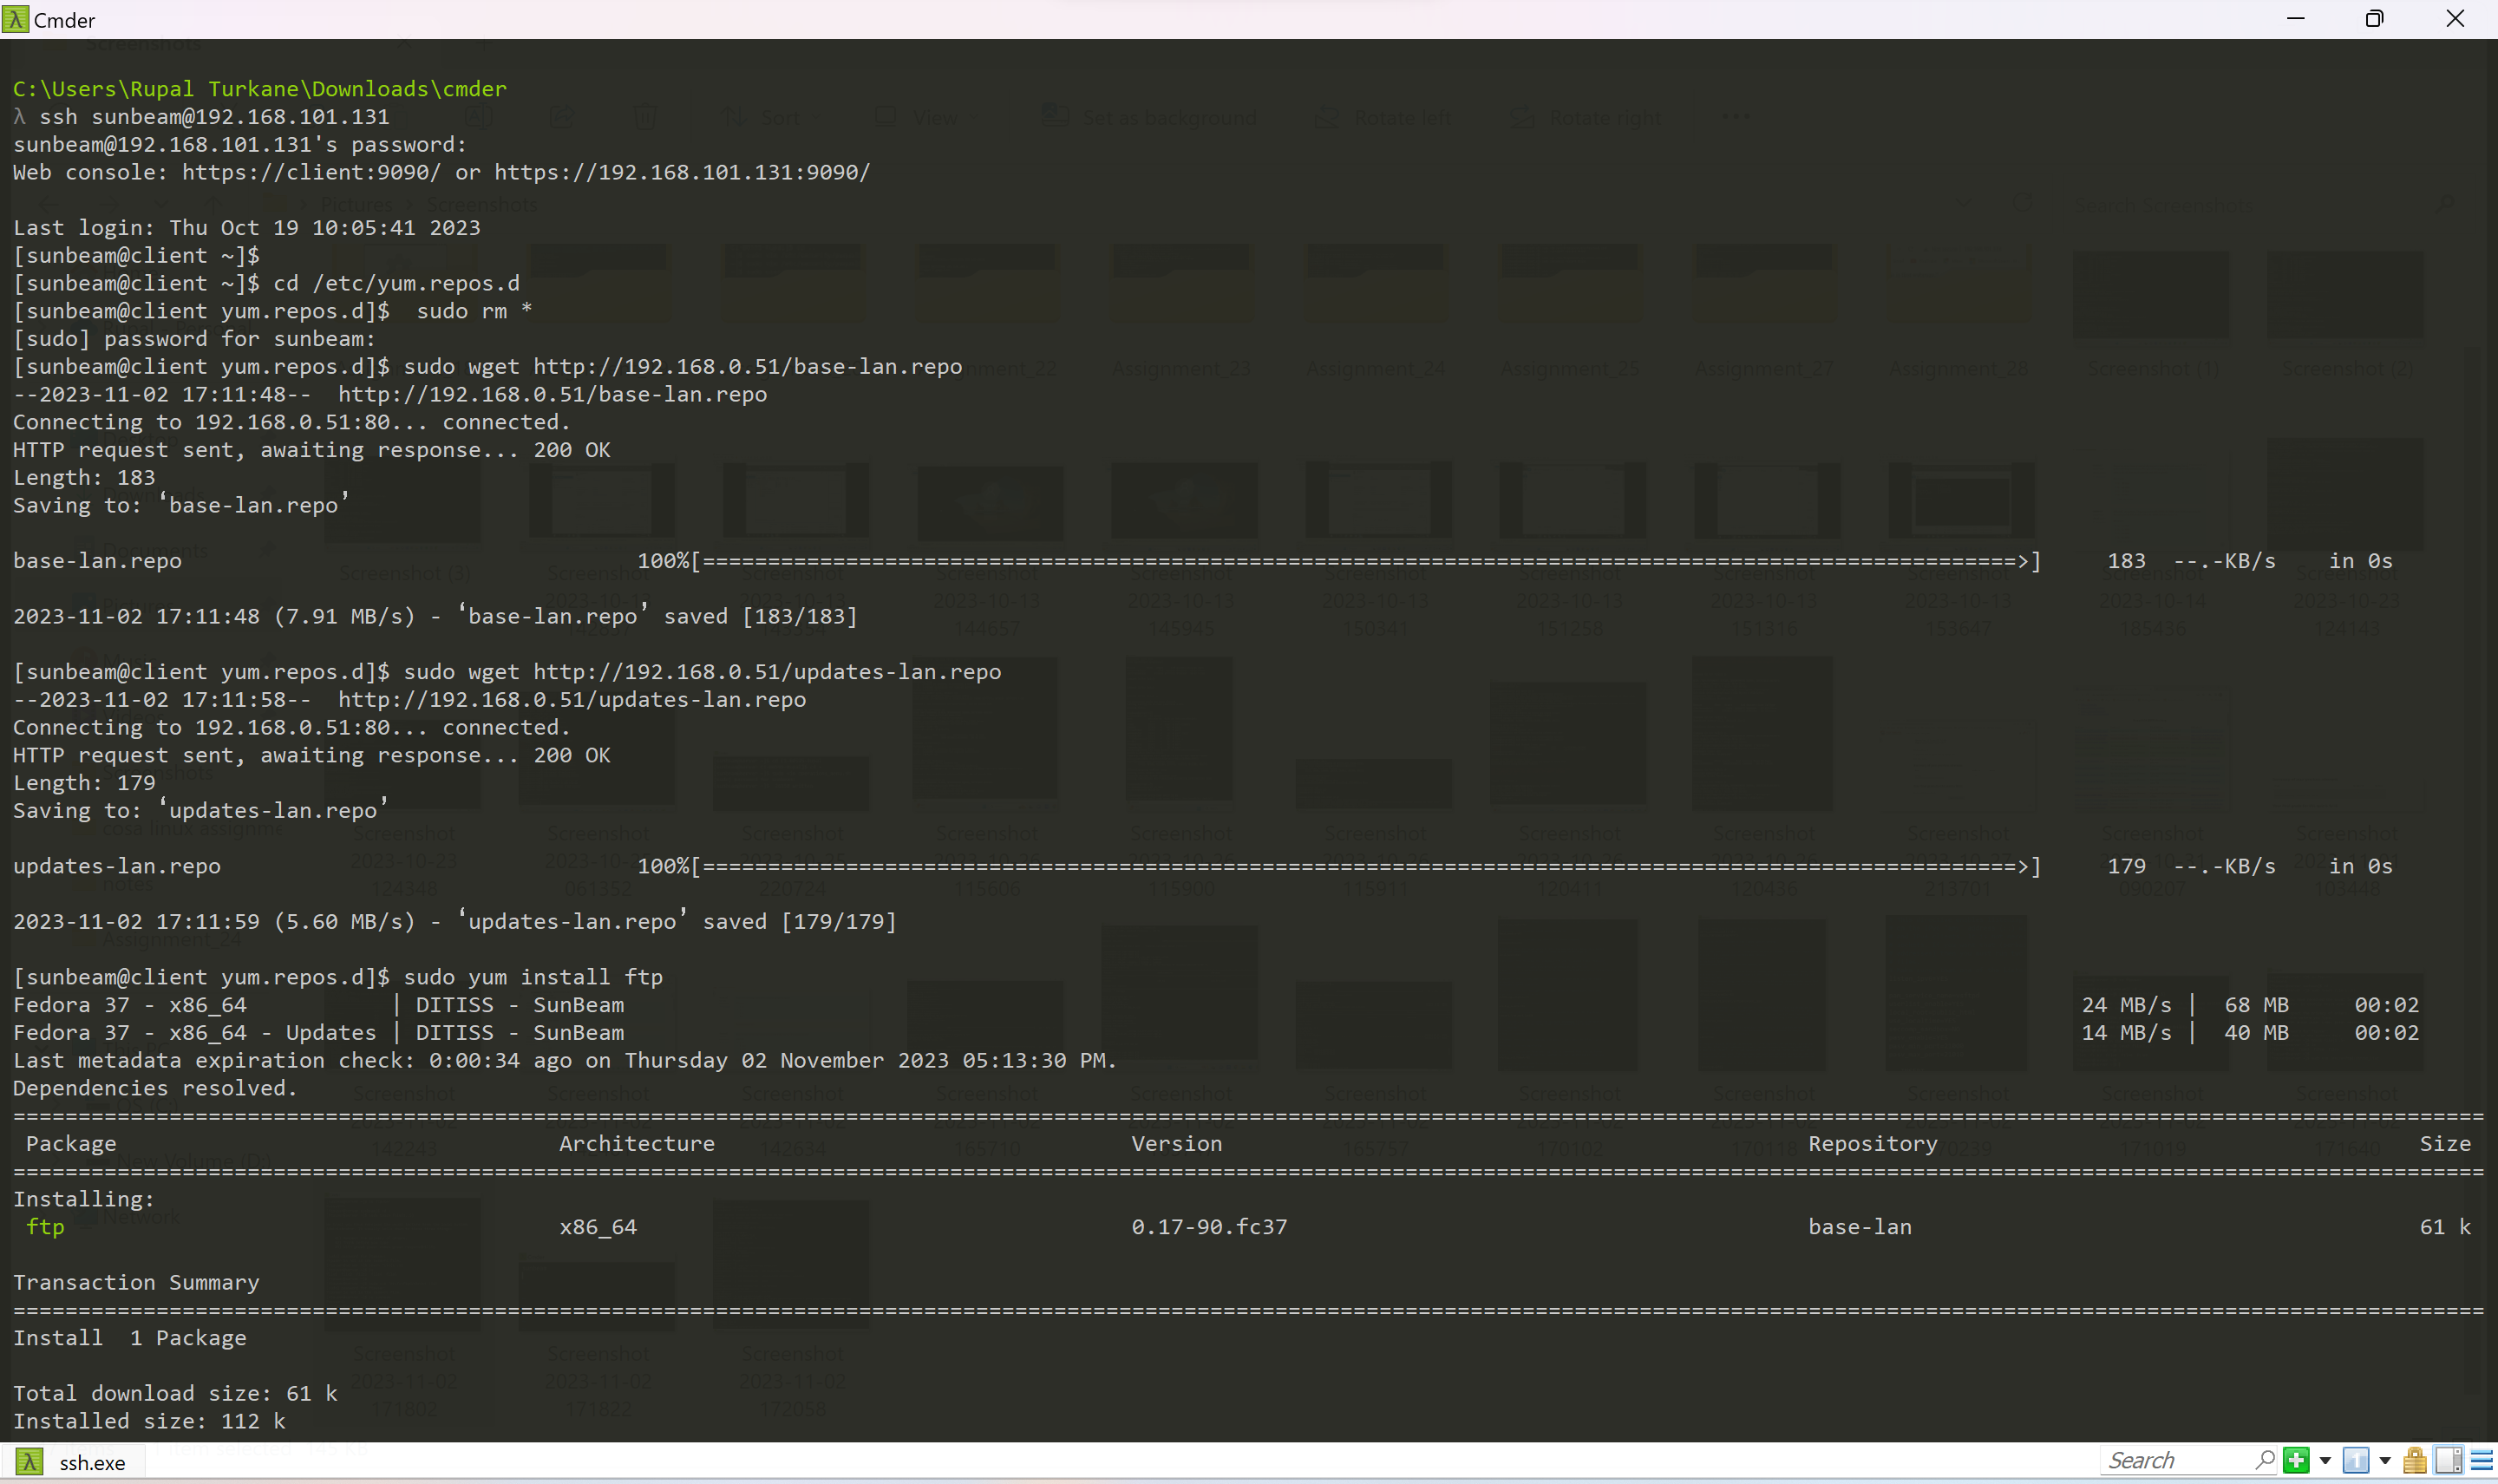 Cmder
C:\Users\Rupal Turkane\Downloads\cmder
λ ssh sunbeam@192.168.101.131
sunbeam@192.168.101.131's password:
Web console: https://client:9090/ or https://192.168.101.131:9090/
Last login: Thu Oct 19 10:05:41 2023
[sunbeam@client ~]$
[sunbeam@client ~]$ cd /etc/yum.repos.d
[sunbeam@client yum.repos.d]$  sudo rm *
[sudo] password for sunbeam:
[sunbeam@client yum.repos.d]$ sudo wget http://192.168.0.51/base-lan.repo
--2023-11-02 17:11:48--  http://192.168.0.51/base-lan.repo
Connecting to 192.168.0.51:80... connected.
HTTP request sent, awaiting response... 200 OK
Length: 183
Saving to: ‘base-lan.repo’
base-lan.repo 100%[=====================================================================================================>] 183 --.-KB/s in 0s
2023-11-02 17:11:48 (7.91 MB/s) - ‘base-lan.repo’ saved [183/183]
[sunbeam@client yum.repos.d]$ sudo wget http://192.168.0.51/updates-lan.repo
--2023-11-02 17:11:58--  http://192.168.0.51/updates-lan.repo
Connecting to 192.168.0.51:80... connected.
HTTP request sent, awaiting response... 200 OK
Length: 179
Saving to: ‘updates-lan.repo’
updates-lan.repo 100%[=====================================================================================================>] 179 --.-KB/s in 0s
2023-11-02 17:11:59 (5.60 MB/s) - ‘updates-lan.repo’ saved [179/179]
[sunbeam@client yum.repos.d]$ sudo yum install ftp
Fedora 37 - x86_64 | DITISS - SunBeam 24 MB/s | 68 MB 00:02
Fedora 37 - x86_64 - Updates | DITISS - SunBeam 14 MB/s | 40 MB 00:02
Last metadata expiration check: 0:00:34 ago on Thursday 02 November 2023 05:13:30 PM.
Dependencies resolved.
Package Architecture Version Repository Size
Installing:
ftp x86_64 0.17-90.fc37 base-lan 61 k
Transaction Summary
Install  1 Package
Total download size: 61 k
Installed size: 112 k
ssh.exe Search 1